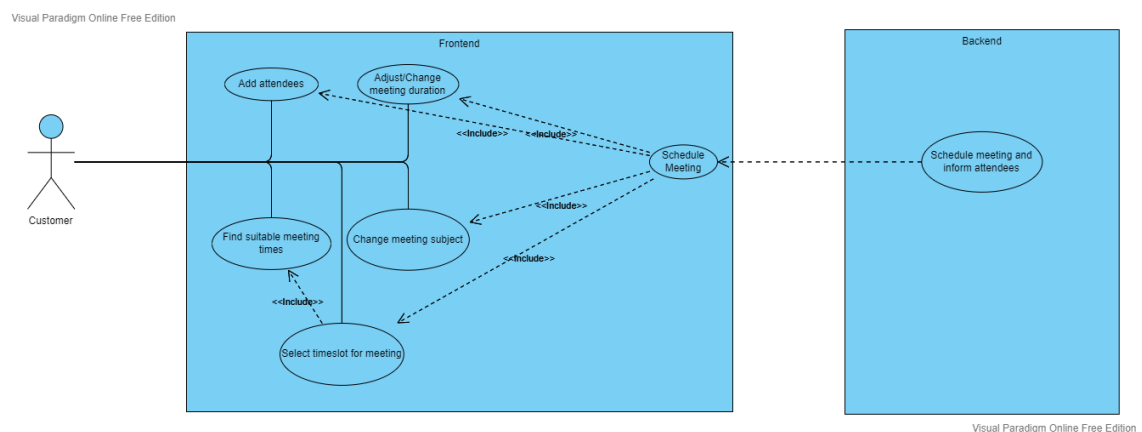 Visual Paradigm Online Free Edition
Frontend
Backend
Add attendees
Adjust/Change
meeting duration
<<Include>>
<<Include>>
Schedule
Meeting
Schedule meeting and
inform attendees
Customer
<<Include>>
Find suitable meeting
times
Change meeting subject
<<Include>>
<<Include>>
Select timeslot for meeting
Visual Paradigm Online Free Edition